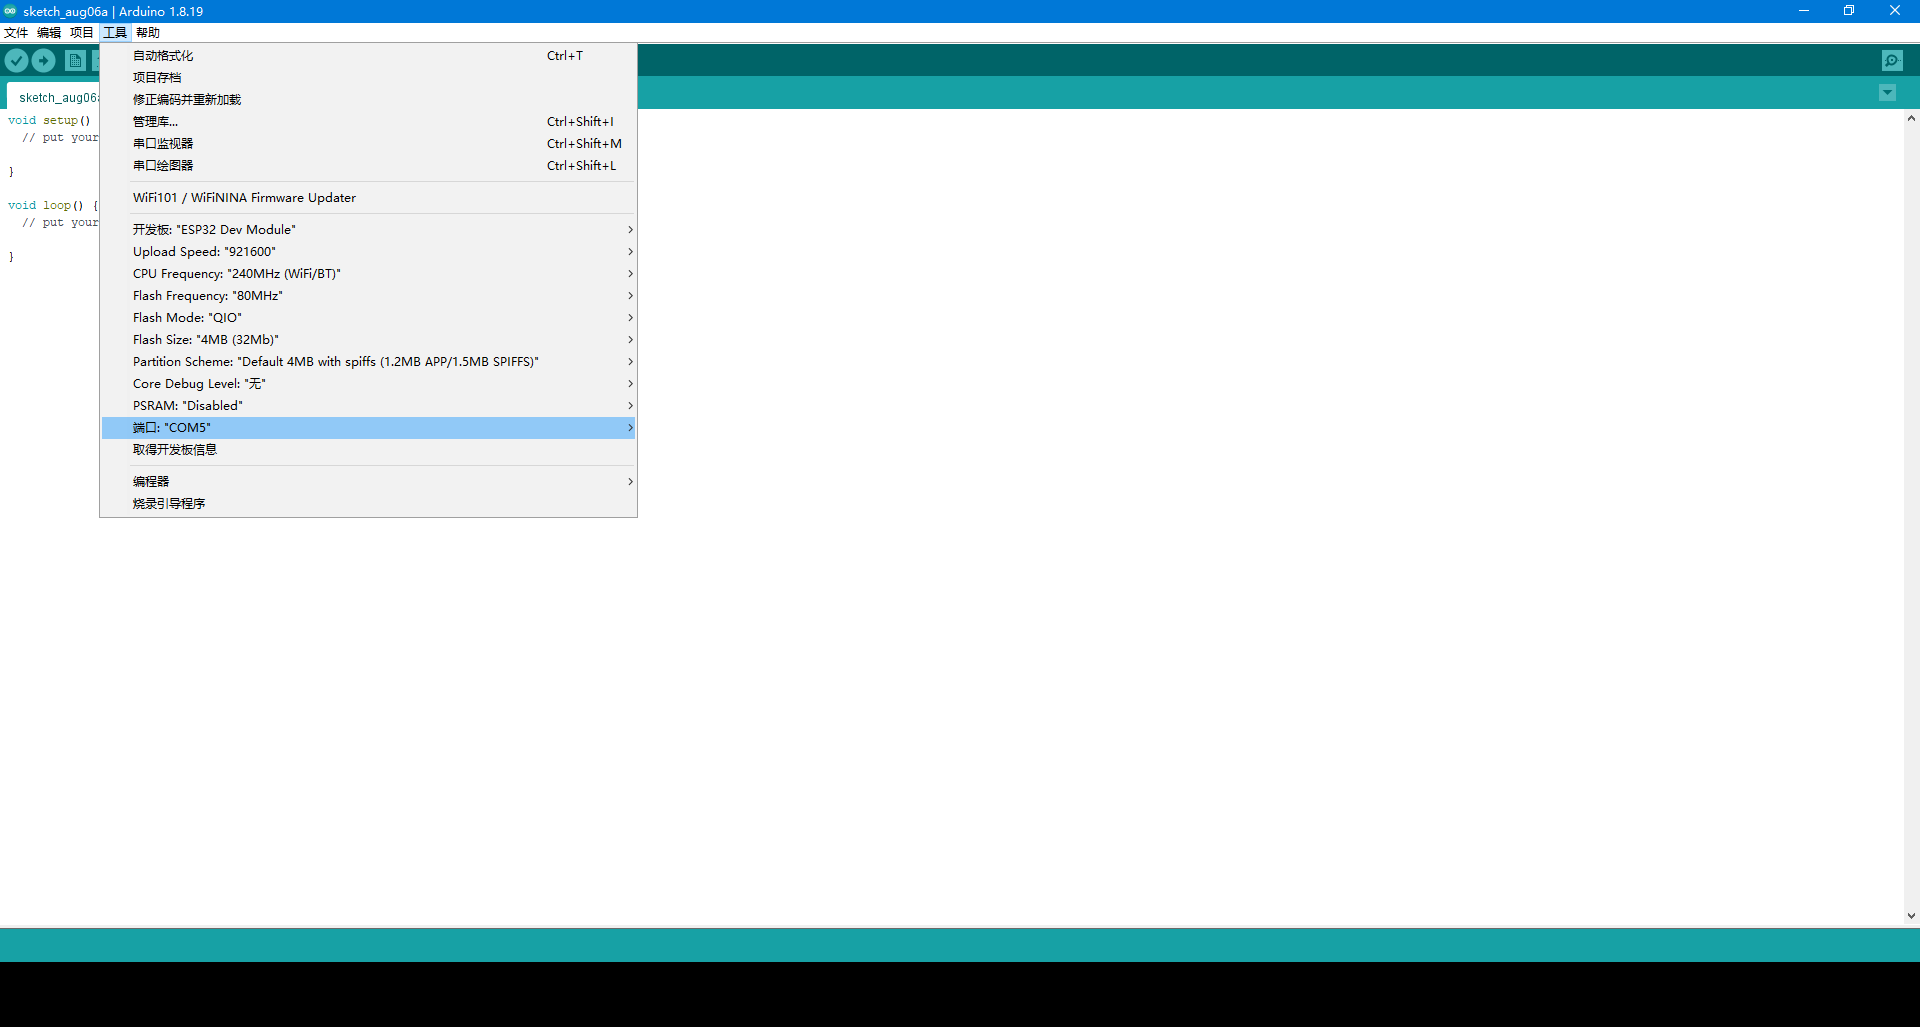 sketch_aug06a | Arduino 1.8.19
文件 编辑 项目 工具 帮助
sketch_aug06a
void setup()
// put your
}
void loop() {
// put your
}
自动格式化 Ctrl+T
项目存档
修正编码并重新加载
管理库... Ctrl+Shift+I
串口监视器 Ctrl+Shift+M
串口绘图器 Ctrl+Shift+L
WiFi101 / WiFiNINA Firmware Updater
开发板: "ESP32 Dev Module"
Upload Speed: "921600"
CPU Frequency: "240MHz (WiFi/BT)"
Flash Frequency: "80MHz"
Flash Mode: "QIO"
Flash Size: "4MB (32Mb)"
Partition Scheme: "Default 4MB with spiffs (1.2MB APP/1.5MB SPIFFS)"
Core Debug Level: "无"
PSRAM: "Disabled"
端口: "COM5"
取得开发板信息
编程器
烧录引导程序